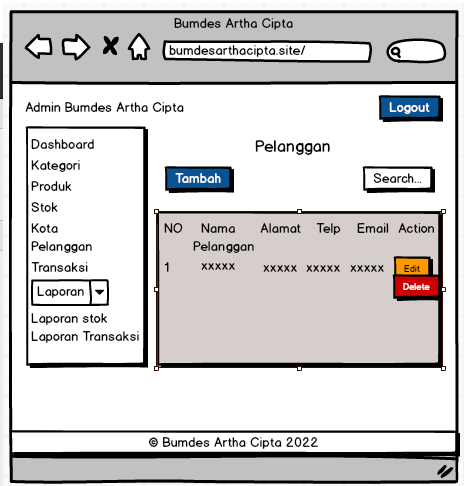 Bumdes Artha Cipta
bumdesarthacipta.site/
Admin Bumdes Artha Cipta
Logout
Dashboard
Kategori
Produk
Stok
Kota
Pelanggan
Transaksi
Laporan
Laporan stok
Laporan Transaksi
Pelanggan
Tambah
Search...
NO Nama Pelanggan Alamat Telp Email Action
1 xxxxx xxxxx xxxxx xxxxx Edit
Delete
© Bumdes Artha Cipta 2022